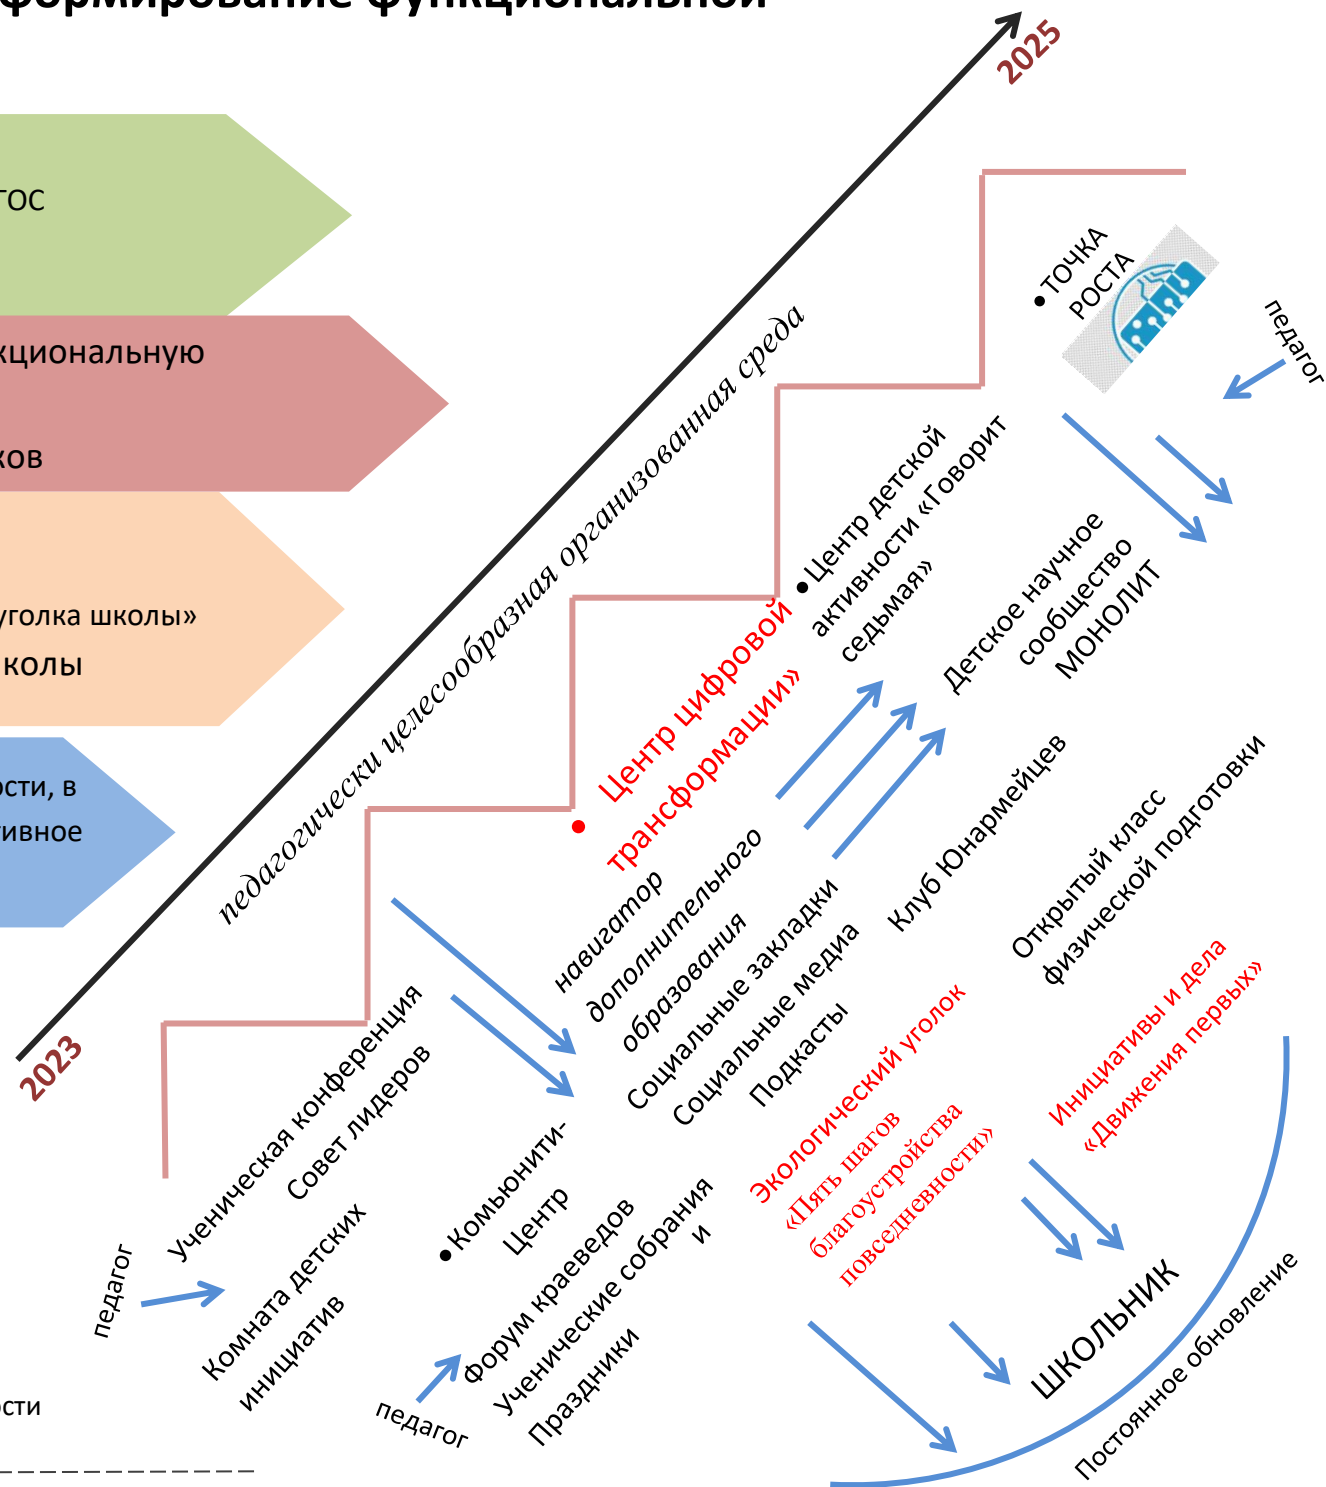 формирование функциональной
2025
ГОС
кциональную
ков
уголка школы»
колы
ости, в
тивное
2023
педагогически целесообразная организованная среда
• ТОЧКА
РОСТА
педагог
• Центр детской
активности «Говорит
седьмая»
Детское научное
сообщество
МОНОЛИТ
Центр цифровой
• трансформации»
навигатор
дополнительного
образования
Социальные закладки
Социальные медиа
Подкасты
Клуб Юнармейцев
Открытый класс
физической подготовки
Ученическая конференция
Совет лидеров
Комната детских
инициатив
педагог
• Комьюнити-
Центр
Форум краеведов
Ученические собрания
и
Праздники
педагог
Экологический уголок
«Пять шагов
благоустройства
повседневности»
Инициативы и дела
«Движения первых»
ШКОЛЬНИК
Постоянное обновление
ости